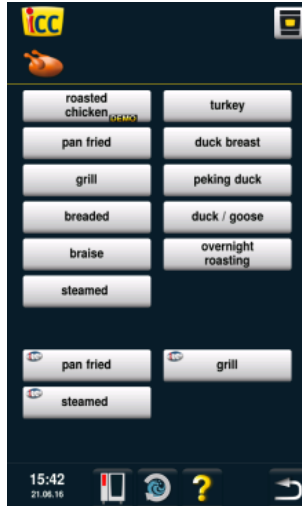 icc
roasted
chicken
DEMO
turkey
pan fried
duck breast
grill
peking duck
breaded
duck / goose
braise
overnight
roasting
steamed
pan fried
grill
steamed
15:42
21.06.16
?